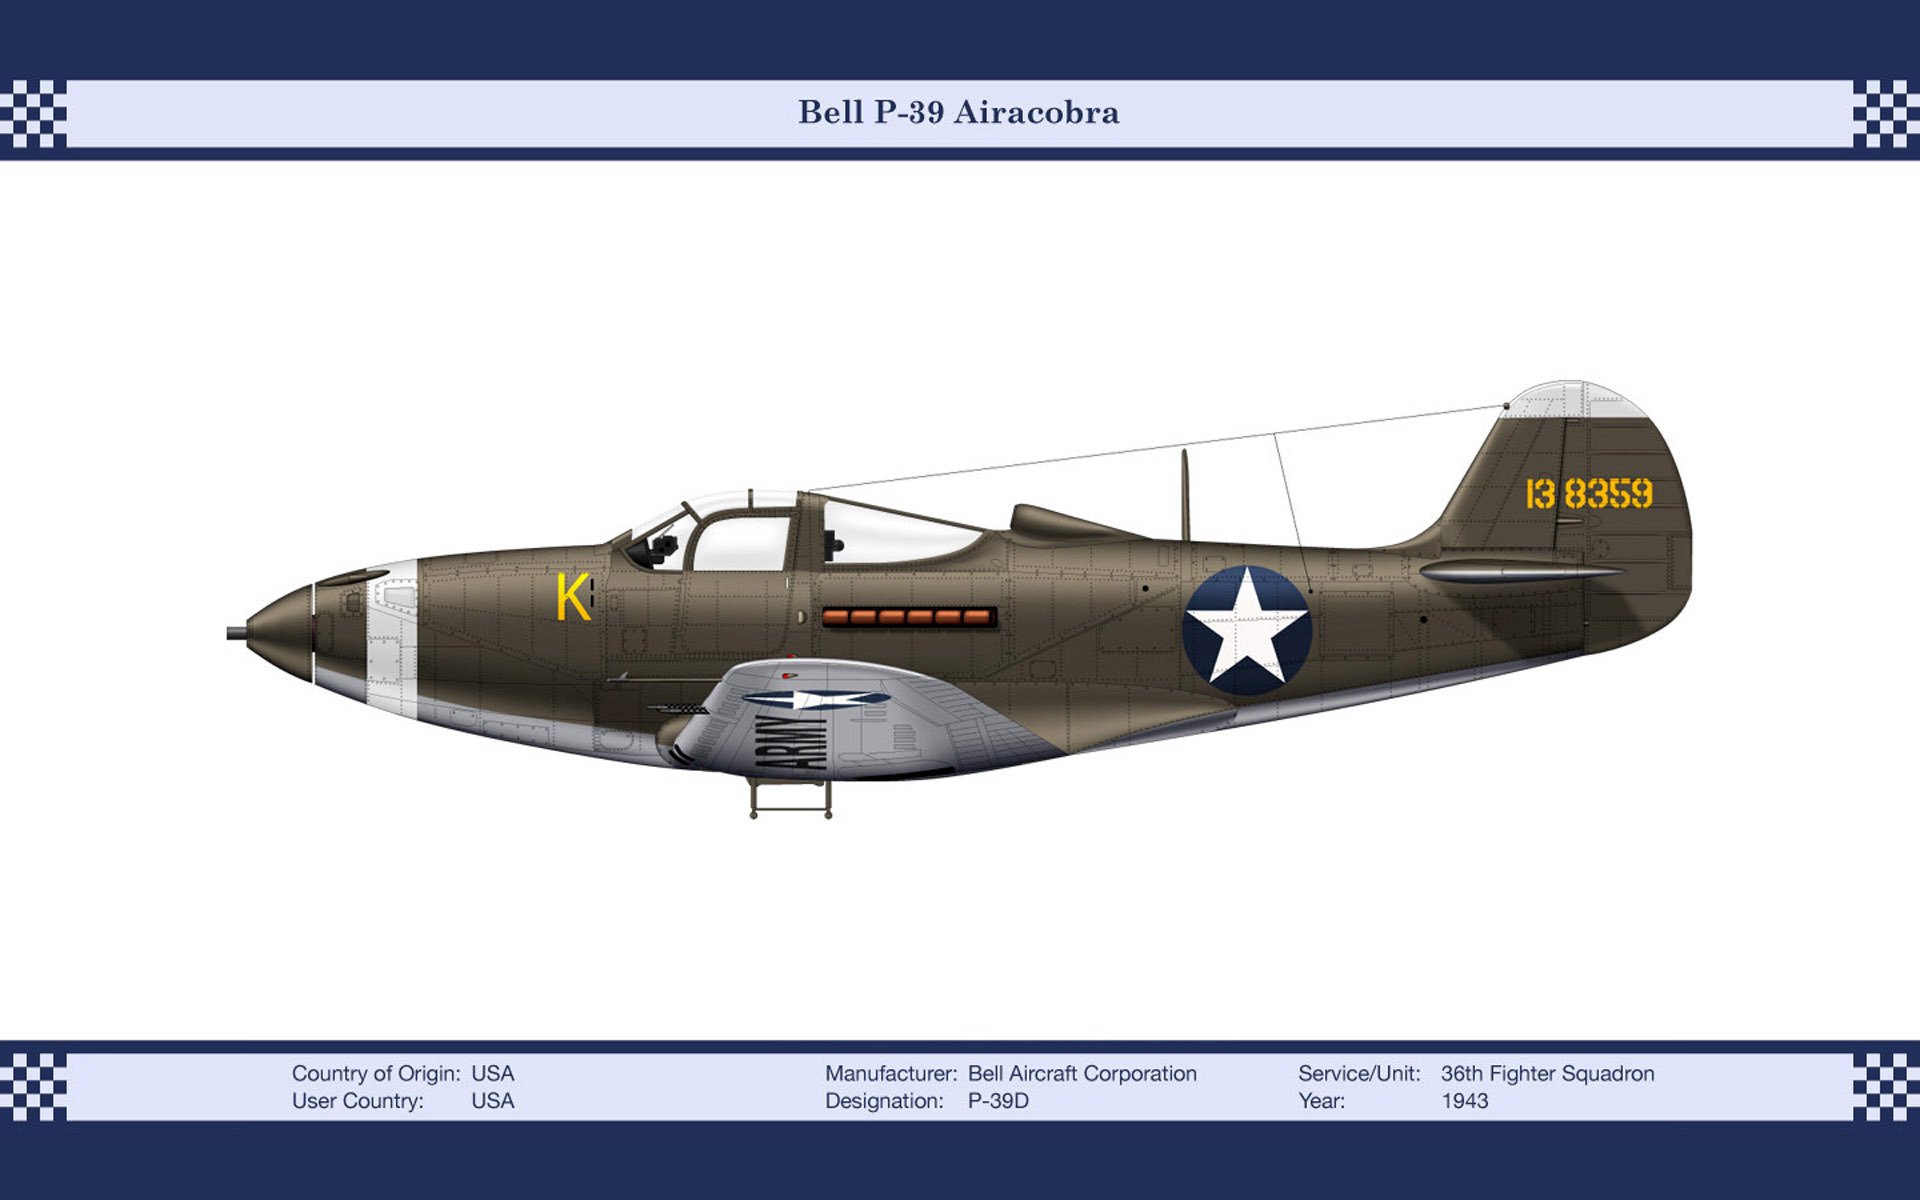 Bell P-39 Airacobra
13 8359
K
ARMY
Country of Origin: USA
User Country: USA
Manufacturer: Bell Aircraft Corporation
Designation: P-39D
Service/Unit: 36th Fighter Squadron
Year: 1943